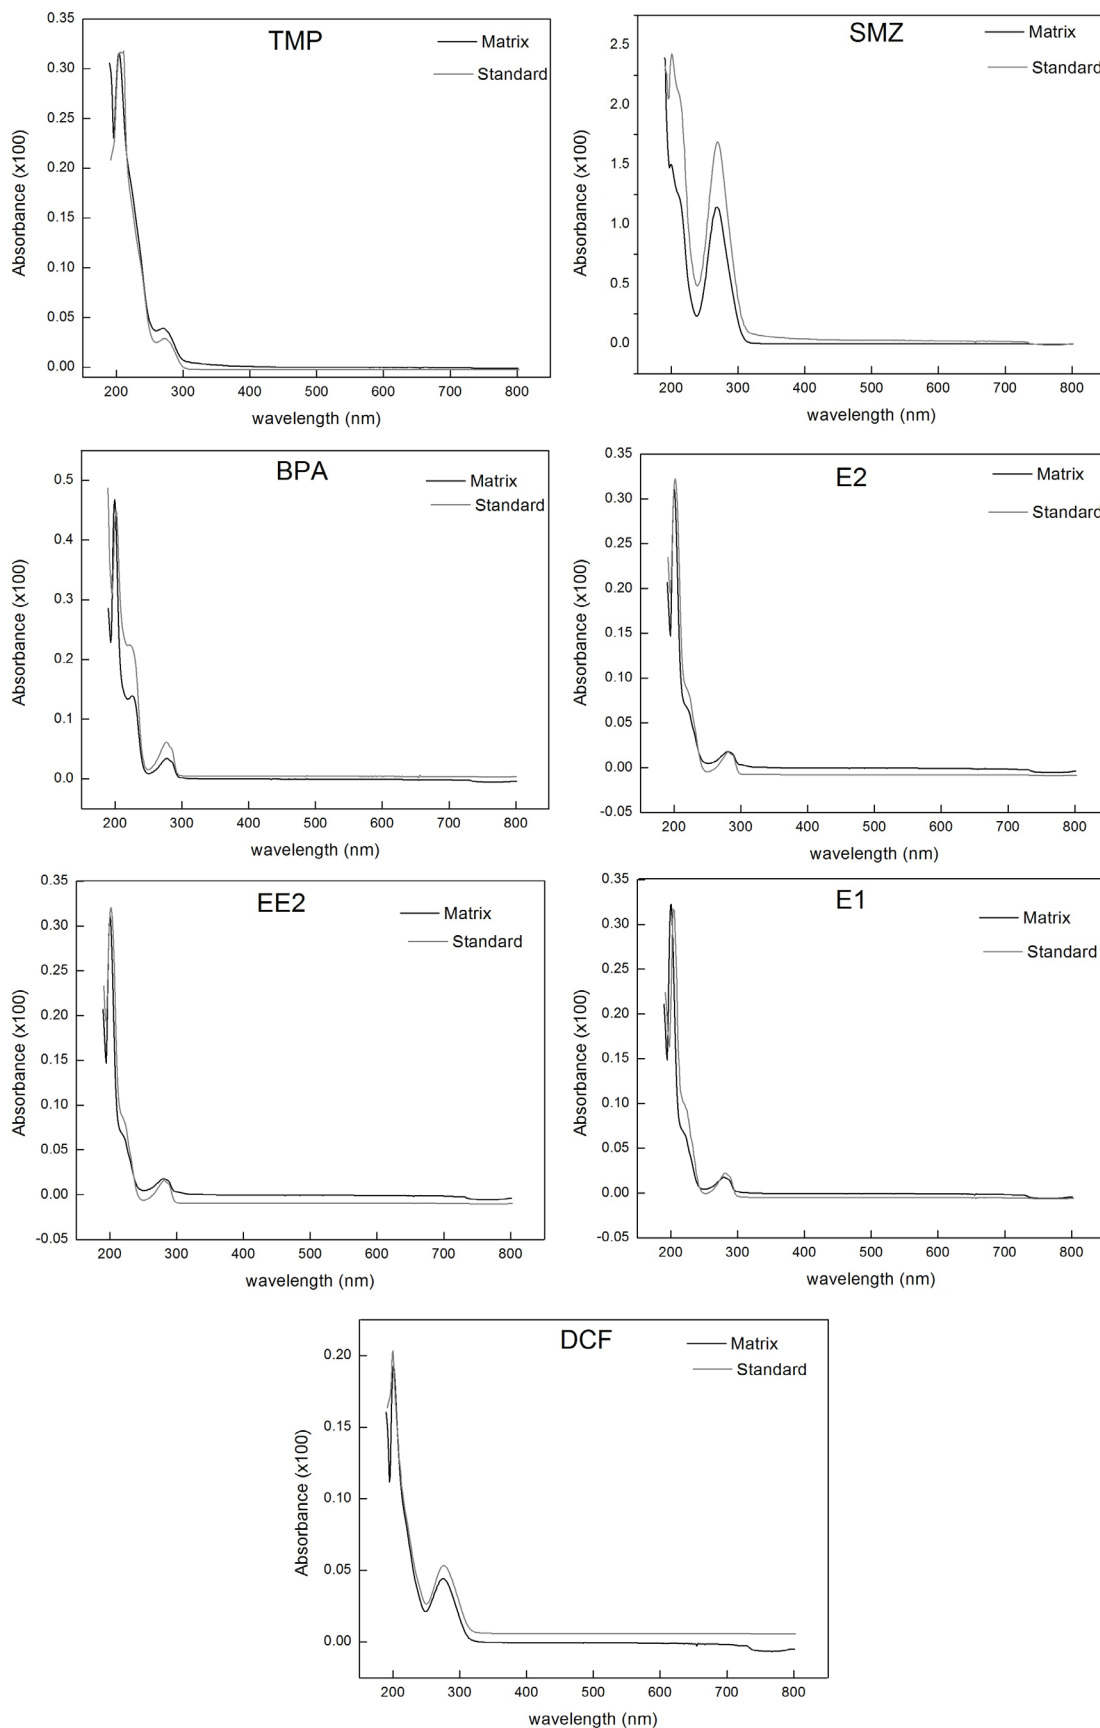 TMP
Matrix
Standard
0.35
0.30
0.25
0.20
0.15
0.10
0.05
0.00
Absorbance (x100)
200 300 400 500 600 700 800
wavelength (nm)
SMZ
Matrix
Standard
2.5
2.0
1.5
1.0
2.5
0.0
Absorbance (x100)
200 300 400 500 600 700 800
wavelength (nm)
BPA
Matrix
Standard
0.5
0.4
0.3
0.2
0.1
0.0
Absorbance (x100)
200 300 400 500 600 700 800
wavelength (nm)
E2
Matrix
Standard
0.35
0.30
0.25
0.20
0.15
0.10
0.05
0.00
-0.05
Absorbance (x100)
200 300 400 500 600 700 800
wavelength (nm)
EE2
Matrix
Standard
0.35
0.30
0.25
0.20
0.15
0.10
0.05
0.00
-0.05
Absorbance (x100)
200 300 400 500 600 700 800
wavelength (nm)
E1
Matrix
Standard
0.35
0.30
0.25
0.20
0.15
0.10
0.05
0.00
-0.05
Absorbance (x100)
200 300 400 500 600 700 800
wavelength (nm)
DCF
Matrix
Standard
0.20
0.15
0.10
0.05
0.00
Absorbance (x100)
200 300 400 500 600 700 800
wavelength (nm)